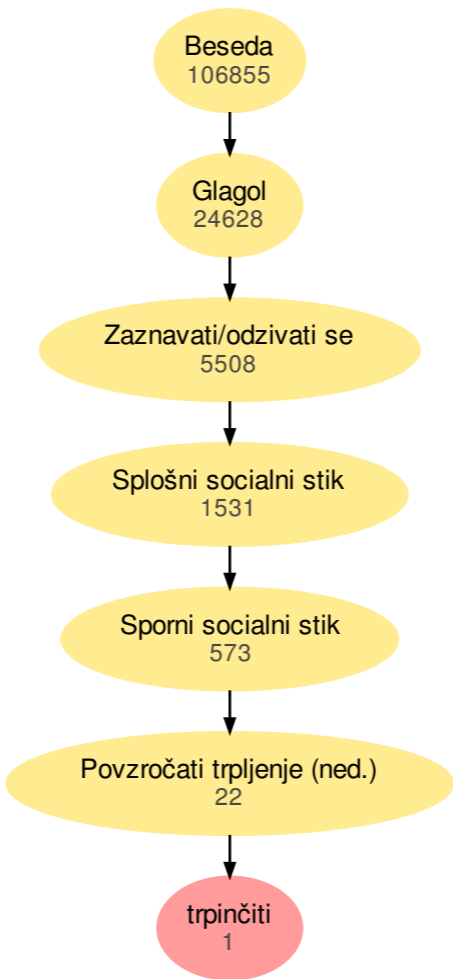 Beseda
106855
Glagol
24628
Zaznavati/odzivati se
5508
Splošni socialni stik
1531
Sporni socialni stik
573
Povzročati trpljenje (ned.)
22
trpinčiti
1